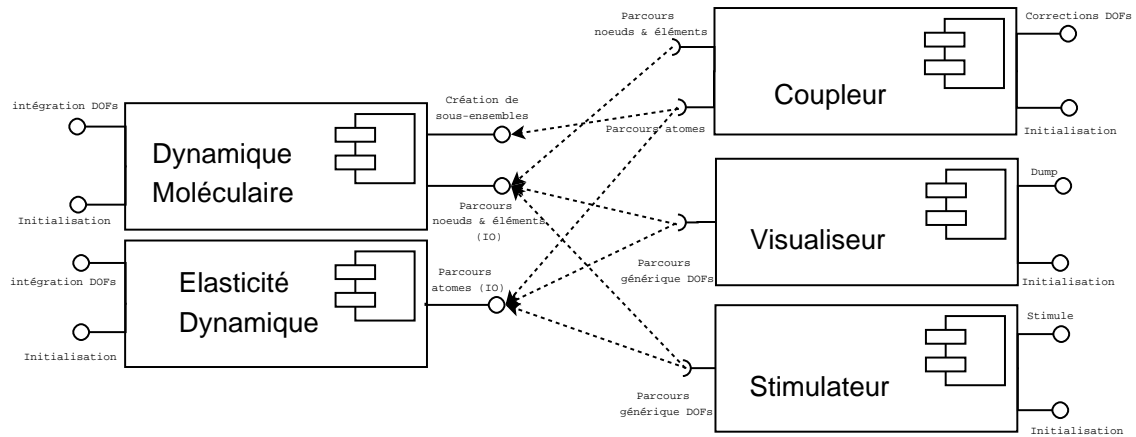 intégration DOFs
Initialisation
Dynamique
Moléculaire
Création de
sous-ensembles
Parcours
noeuds & éléments
(IO)
intégration DOFs
Initialisation
Elasticité
Dynamique
Parcours
atomes (IO)
Parcours
noeuds & éléments
Parcours atomes
Coupleur
Corrections DOFs
Initialisation
Parcours
générique DOFs
Visualiseur
Dump
Initialisation
Parcours
générique DOFs
Stimulateur
Stimule
Initialisation